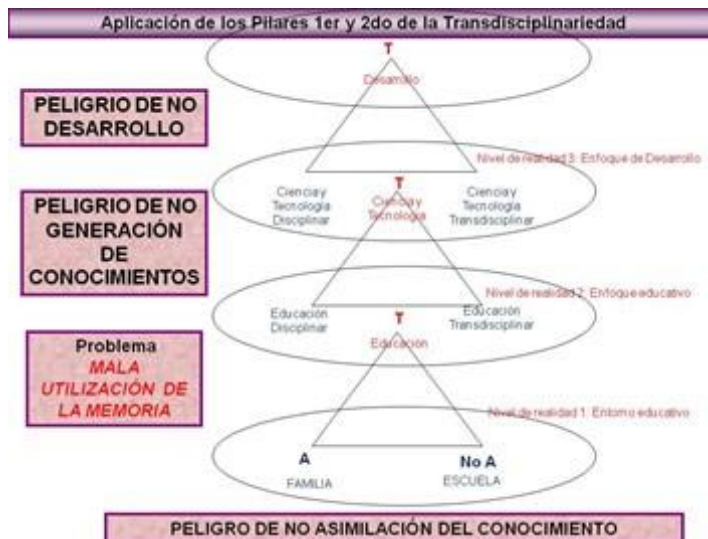 Aplicación de los Pilares 1er y 2do de la Transdisciplinariedad
T
Desarrollo
PELIGRIO DE NO
DESARROLLO
Nivel de realidad 3: Enfoque de Desarrollo
T
Ciencia y
Tecnología
Disciplinar
Ciencia y
Tecnología
Ciencia y
Tecnología
Transdisciplinar
PELIGRIO DE NO
GENERACIÓN
DE
CONOCIMIENTOS
Nivel de realidad 2: Enfoque educativo
Educación
Disciplinar
T
Educación
Transdisciplinar
Educación
Problema
MALA
UTILIZACIÓN DE
LA MEMORIA
Nivel de realidad 1: Entorno educativo
A
No A
FAMILIA
ESCUELA
PELIGRO DE NO ASIMILACIÓN DEL CONOCIMIENTO